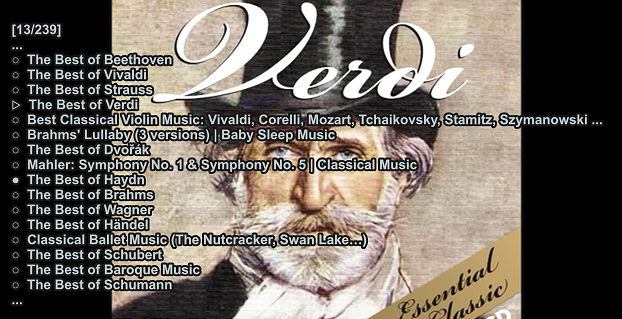 [13/239]
...
○ The Best of Beethoven
○ The Best of Vivaldi
○ The Best of Strauss
▷ The Best of Verdi
○ Best Classical Violin Music: Vivaldi, Corelli, Mozart, Tchaikovsky, Stamitz, Szymanowski ...
○ Brahms' Lullaby (3 versions) | Baby Sleep Music
○ The Best of Dvořák
○ Mahler: Symphony No. 1 & Symphony No. 5 | Classical Music
● The Best of Haydn
○ The Best of Brahms
○ The Best of Wagner
○ The Best of Händel
○ Classical Ballet Music (The Nutcracker, Swan Lake...)
○ The Best of Schubert
○ The Best of Baroque Music
○ The Best of Schumann
...
Verdi
Essential
Classic